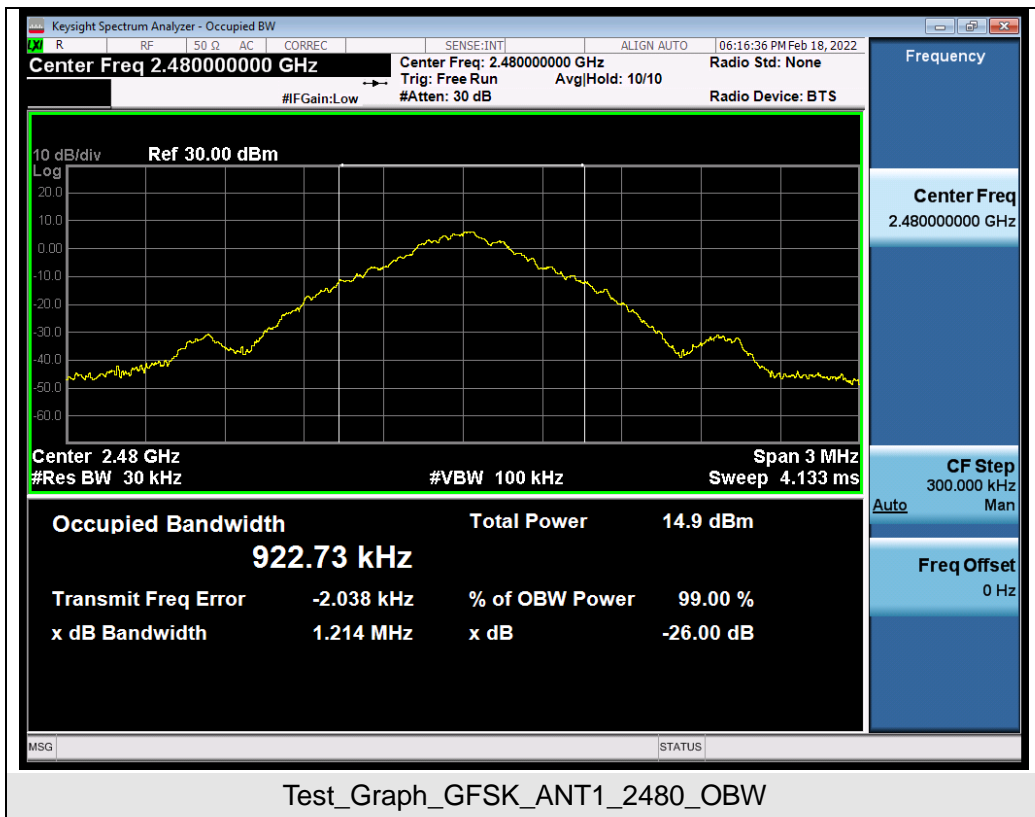 Keysight Spectrum Analyzer - Occupied BW
LXI R RF 50 Ω AC CORREC SENSE:INT ALIGN AUTO 06:16:36 PM Feb 18, 2022
Center Freq 2.480000000 GHz
Center Freq: 2.480000000 GHz
Radio Std: None
Trig: Free Run Avg|Hold: 10/10
#IFGain:Low #Atten: 30 dB Radio Device: BTS
10 dB/div Ref 30.00 dBm
Log
20.0
10.0
0.00
-10.0
-20.0
-30.0
-40.0
-50.0
-60.0
Center 2.48 GHz Span 3 MHz
#Res BW 30 kHz #VBW 100 kHz Sweep 4.133 ms
Occupied Bandwidth Total Power 14.9 dBm
922.73 kHz
Transmit Freq Error -2.038 kHz % of OBW Power 99.00 %
x dB Bandwidth 1.214 MHz x dB -26.00 dB
Frequency
Center Freq
2.480000000 GHz
CF Step
300.000 kHz
Auto Man
Freq Offset
0 Hz
MSG STATUS
Test_Graph_GFSK_ANT1_2480_OBW